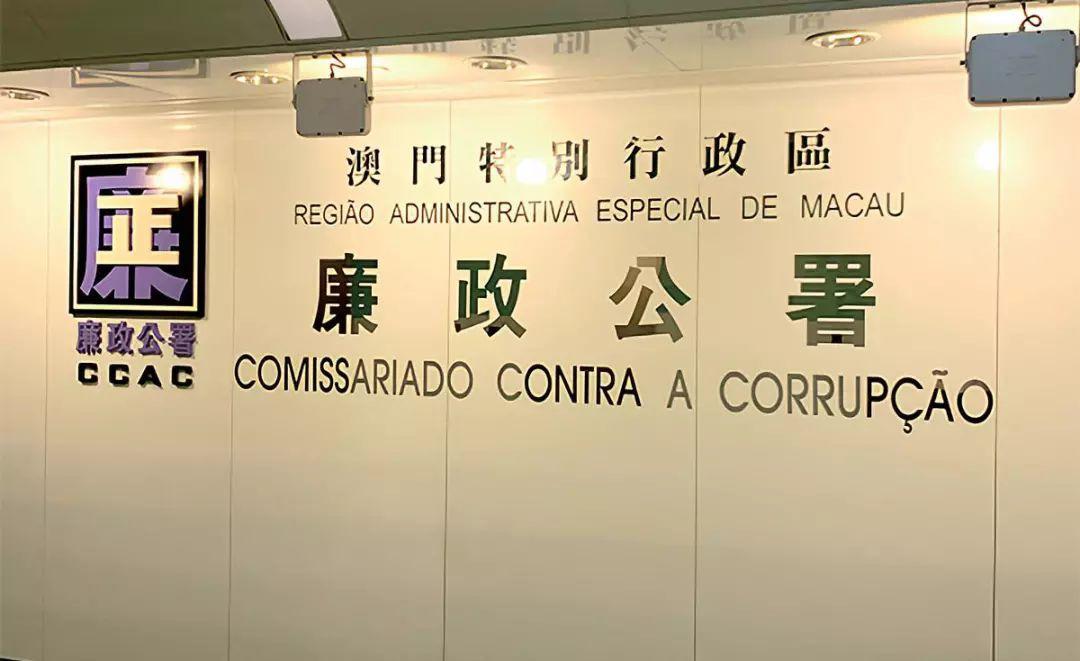 澳門特別行政區
REGIÃO ADMINISTRATIVA ESPECIAL DE MACAU
廉政公署
COMISSARIADO CONTRA A CORRUPÇÃO
廉正
廉政公署
CCAC